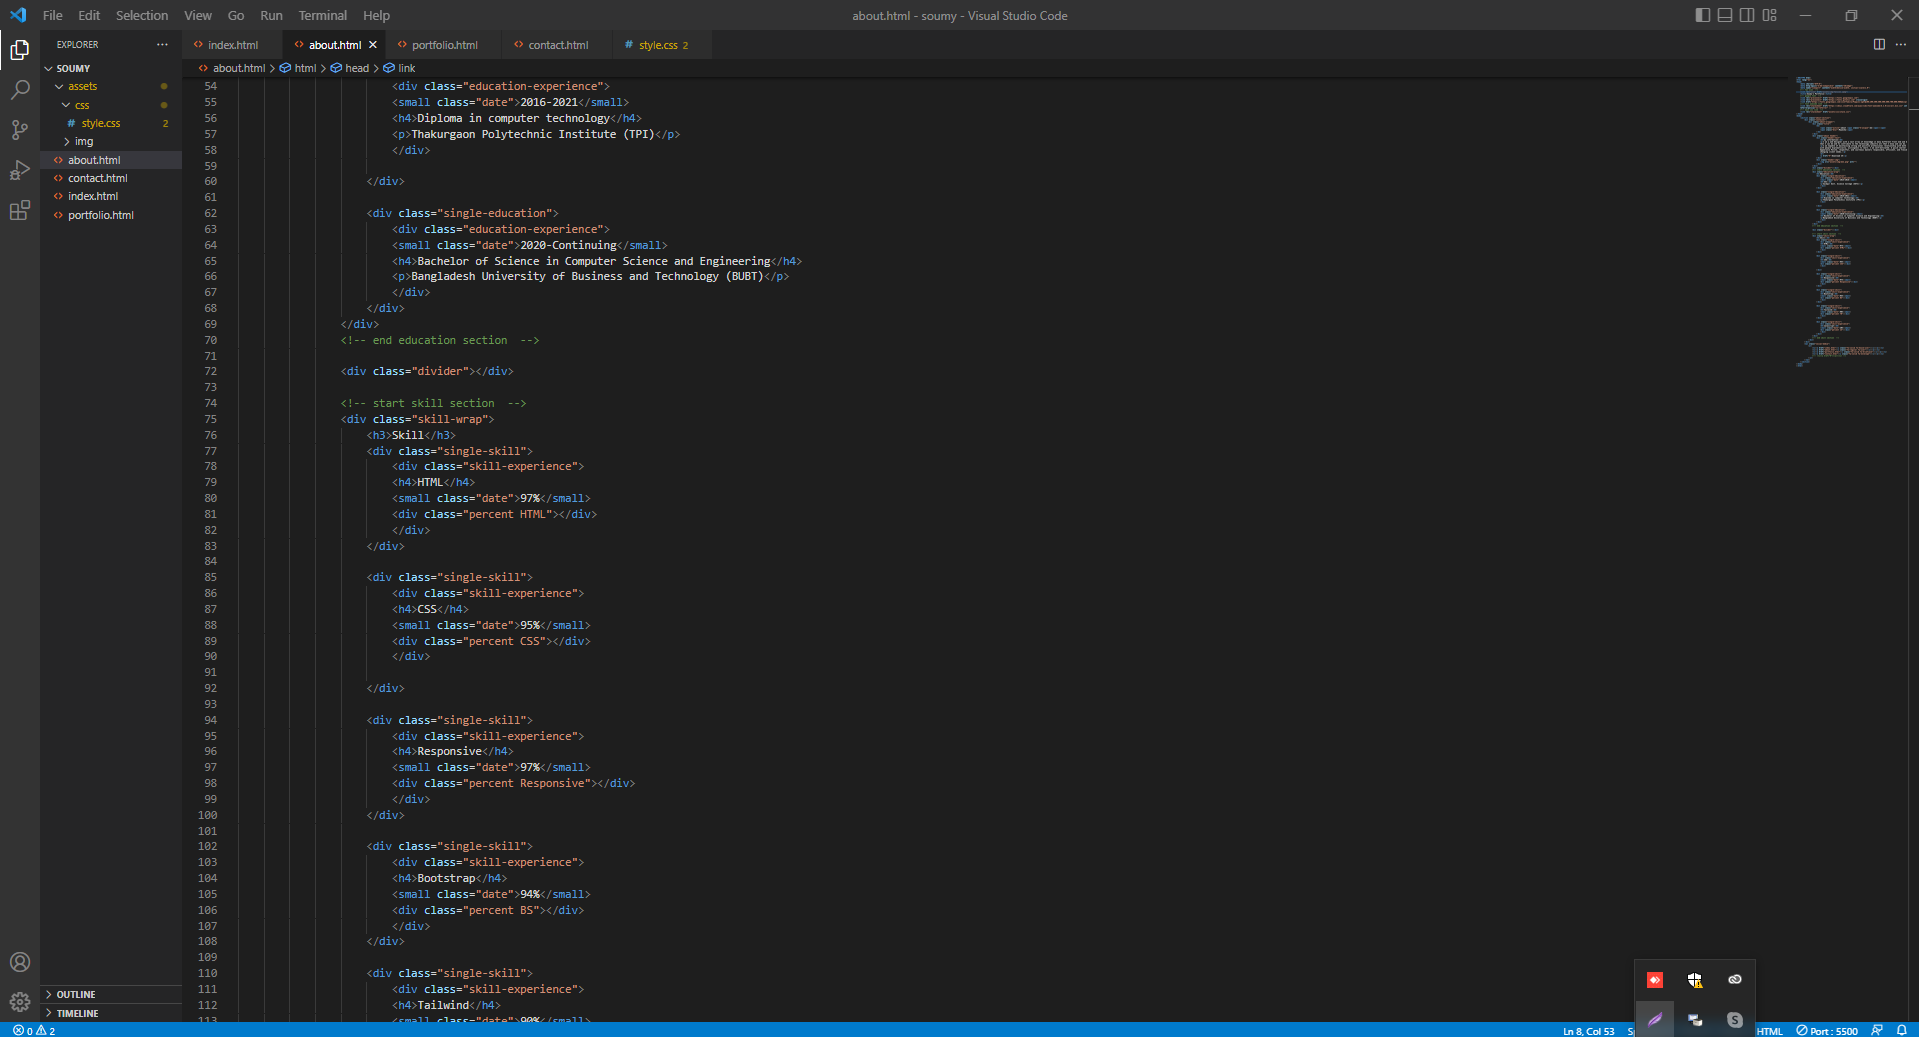 File Edit Selection View Go Run Terminal Help
about.html - soumy - Visual Studio Code
EXPLORER
SOUMY
assets
css
# style.css 2
img
about.html
contact.html
index.html
portfolio.html
OUTLINE
TIMELINE
index.html about.html portfolio.html contact.html # style.css 2
about.html > html > head > link
54 <div class="education-experience">
55 <small class="date">2016-2021</small>
56 <h4>Diploma in computer technology</h4>
57 <p>Thakurgaon Polytechnic Institute (TPI)</p>
58 </div>
59
60 </div>
61
62 <div class="single-education">
63 <div class="education-experience">
64 <small class="date">2020-Continuing</small>
65 <h4>Bachelor of Science in Computer Science and Engineering</h4>
66 <p>Bangladesh University of Business and Technology (BUBT)</p>
67 </div>
68 </div>
69 </div>
70 <!-- end education section  -->
71
72 <div class="divider"></div>
73
74 <!-- start skill section  -->
75 <div class="skill-wrap">
76 <h3>Skill</h3>
77 <div class="single-skill">
78 <div class="skill-experience">
79 <h4>HTML</h4>
80 <small class="date">97%</small>
81 <div class="percent HTML"></div>
82 </div>
83 </div>
84
85 <div class="single-skill">
86 <div class="skill-experience">
87 <h4>CSS</h4>
88 <small class="date">95%</small>
89 <div class="percent CSS"></div>
90 </div>
91
92 </div>
93
94 <div class="single-skill">
95 <div class="skill-experience">
96 <h4>Responsive</h4>
97 <small class="date">97%</small>
98 <div class="percent Responsive"></div>
99 </div>
100 </div>
101
102 <div class="single-skill">
103 <div class="skill-experience">
104 <h4>Bootstrap</h4>
105 <small class="date">94%</small>
106 <div class="percent BS"></div>
107 </div>
108 </div>
109
110 <div class="single-skill">
111 <div class="skill-experience">
112 <h4>Tailwind</h4>
113 <small class="date">90%</small>
0 2 Ln 8, Col 53 HTML Port : 5500